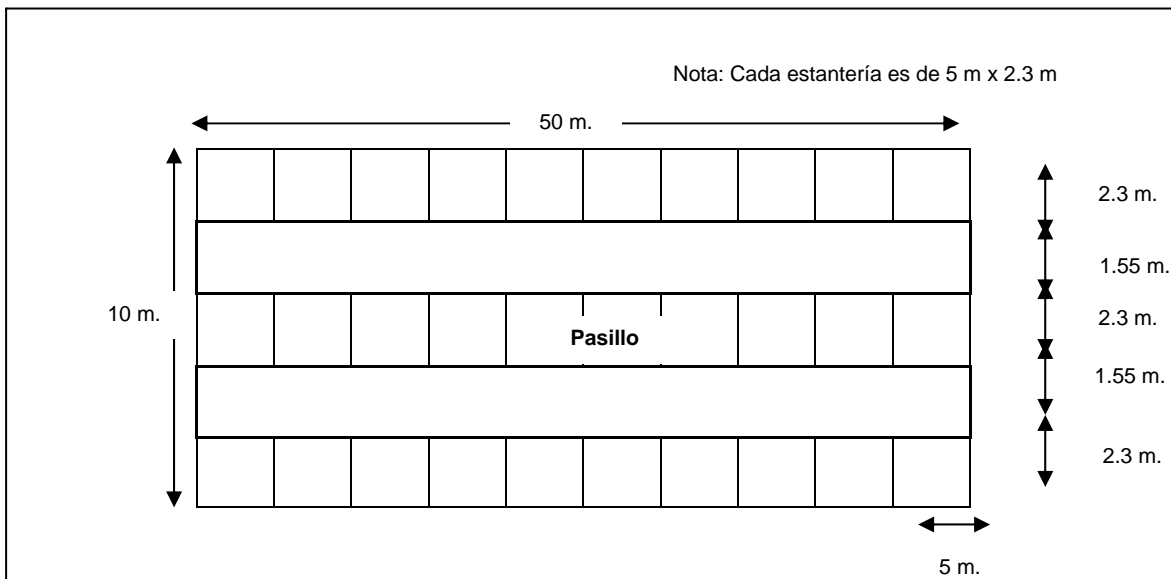 Nota: Cada estantería es de 5 m x 2.3 m
50 m.
2.3 m.
1.55 m.
10 m.
Pasillo
2.3 m.
1.55 m.
2.3 m.
5 m.